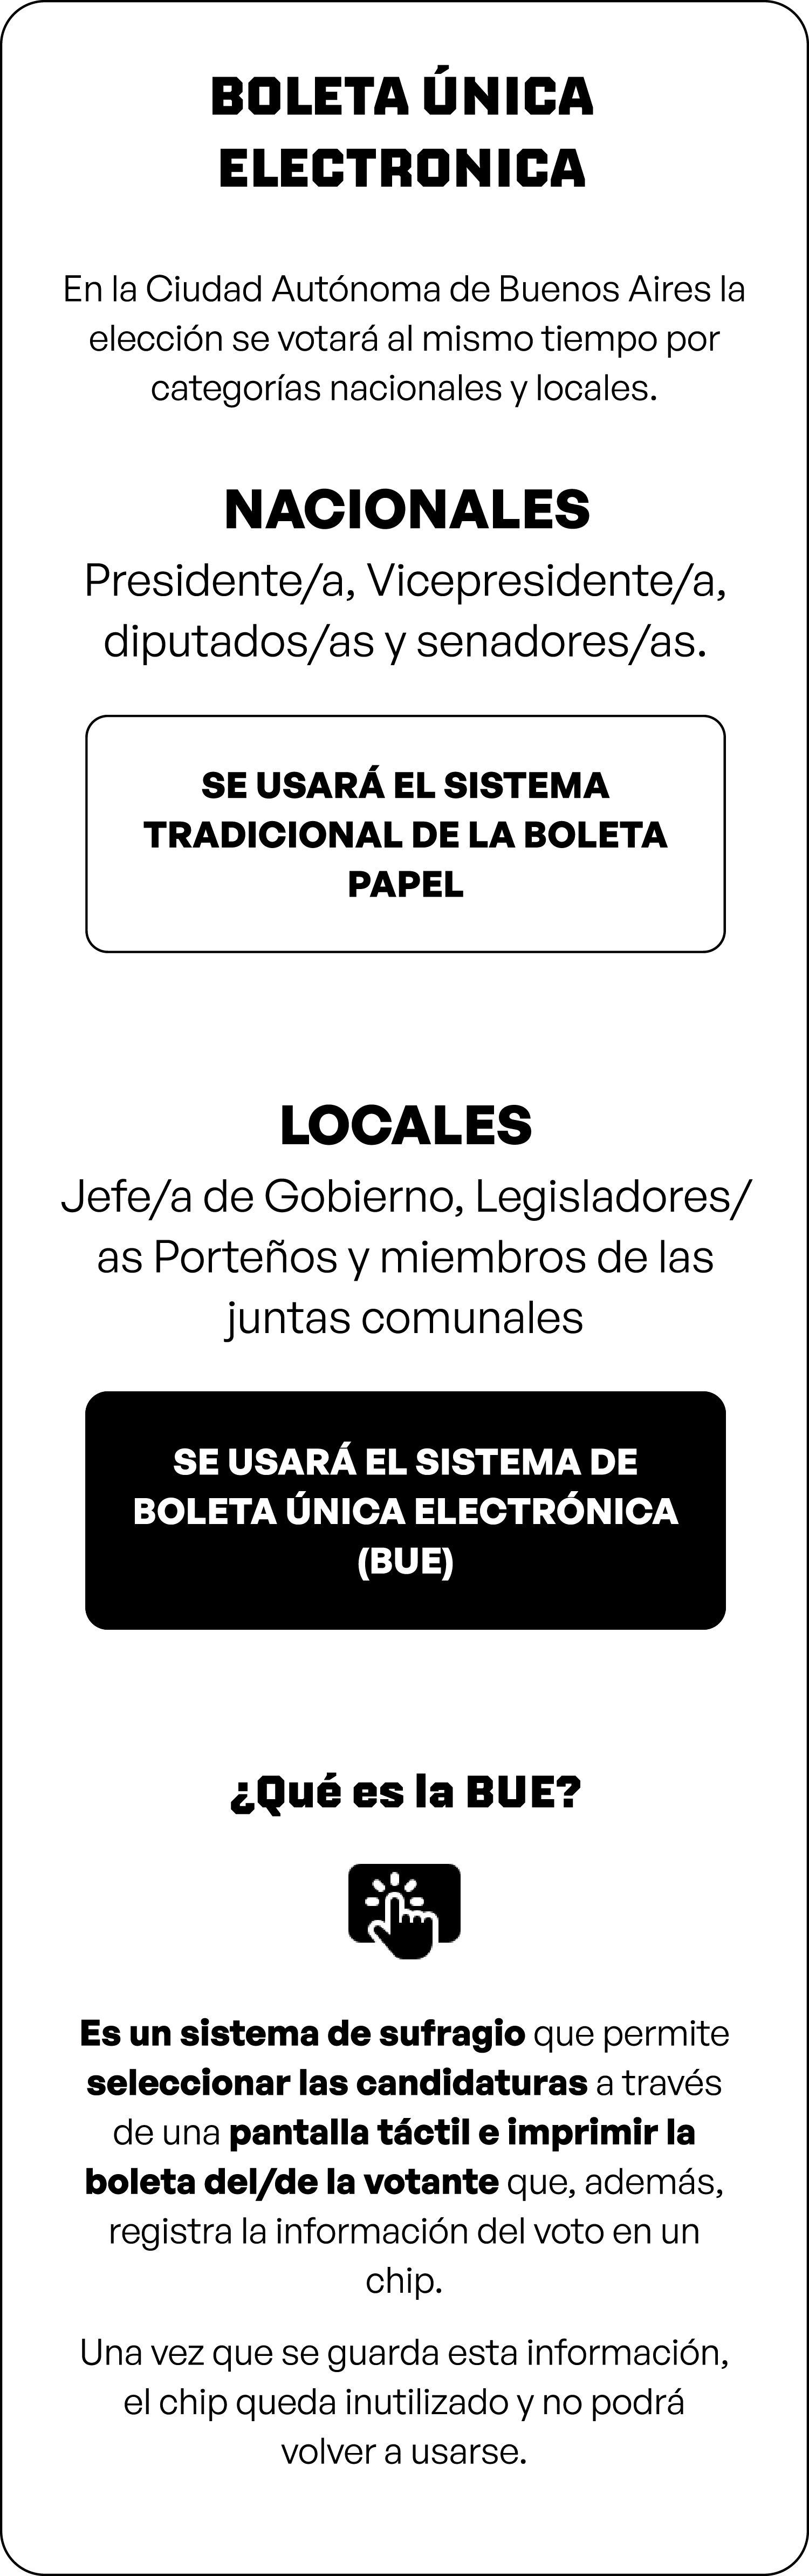 BOLETA ÚNICA
ELECTRONICA
En la Ciudad Autónoma de Buenos Aires la
elección se votará al mismo tiempo por
categorías nacionales y locales.
NACIONALES
Presidente/a, Vicepresidente/a,
diputados/as y senadores/as.
SE USARÁ EL SISTEMA
TRADICIONAL DE LA BOLETA
PAPEL
LOCALES
Jefe/a de Gobierno, Legisladores/
as Porteños y miembros de las
juntas comunales
SE USARÁ EL SISTEMA DE
BOLETA ÚNICA ELECTRÓNICA
(BUE)
¿Qué es la BUE?
Es un sistema de sufragio que permite
seleccionar las candidaturas a través
de una pantalla táctil e imprimir la
boleta del/de la votante que, además,
registra la información del voto en un
chip.
Una vez que se guarda esta información,
el chip queda inutilizado y no podrá
volver a usarse.